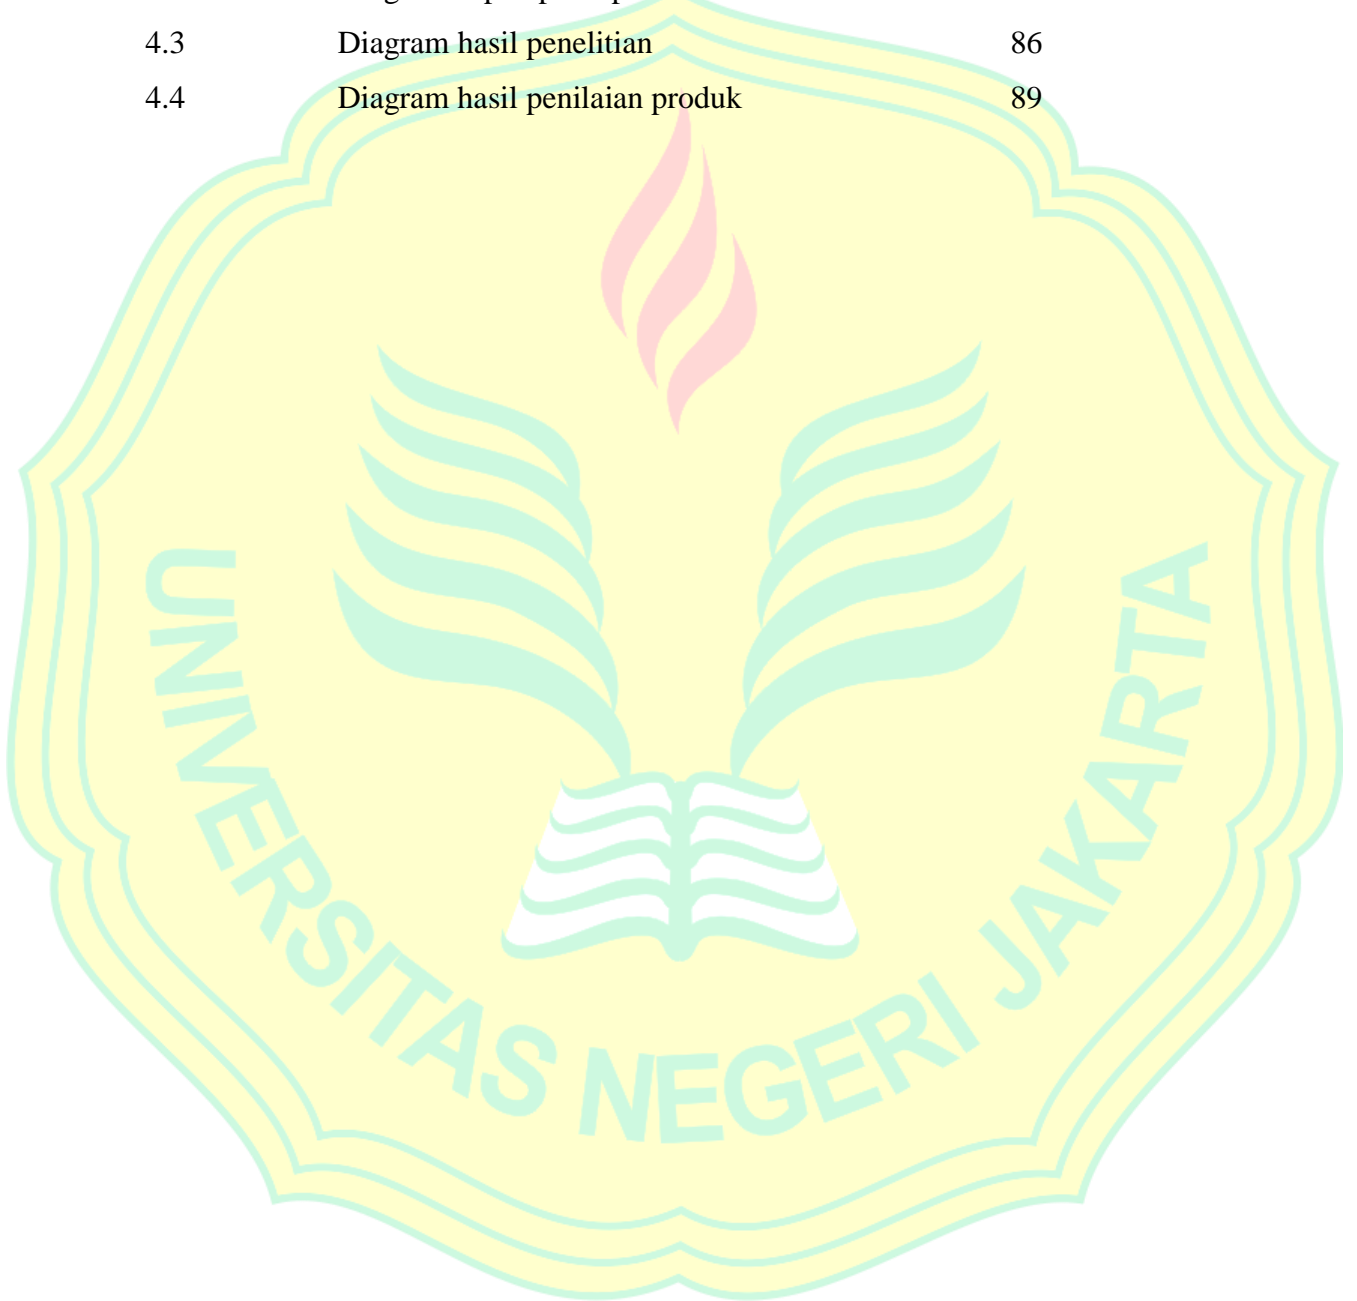 4.3 Diagram hasil penelitian 86
4.4 Diagram hasil penilaian produk 89
UNIVERSITAS NEGERI JAKARTA